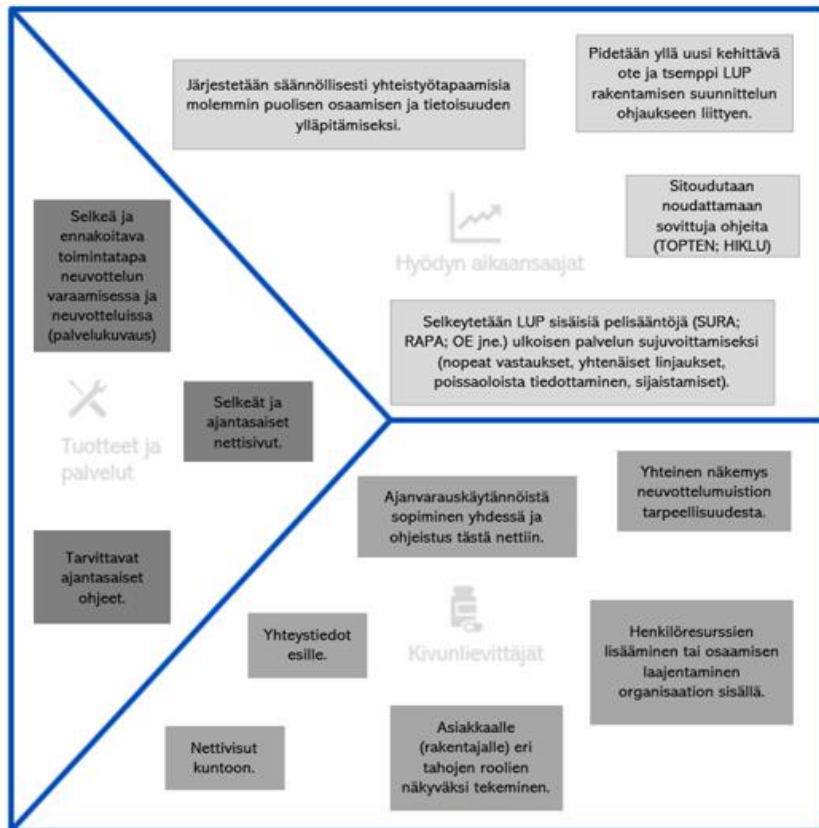 Järjestetään säännöllisesti yhteistyötapaamisia
molemmin puolisen osaamisen ja tietoisuuden
ylläpitämiseksi.
Pidetään yllä uusi kehittävä
ote ja tsemppi LUP
rakentamisen suunnittelun
ohjaukseen liittyen.
Sitoudutaan
noudattamaan
sovittuja ohjeita
(TOPTEN; HIKLU)
Hyödyn aikaansaajat
Selkeytetään LUP sisäisiä pelisääntöjä (SURA;
RAPA; OE jne.) ulkoisen palvelun sujuvoittamiseksi
(nopeat vastaukset, yhtenäiset linjaukset,
poissaoloista tiedottaminen, sijaistamiset).
Selkeä ja
ennakoitava
toimintatapa
neuvottelun
varaamisessa ja
neuvotteluissa
(palvelukuvaus)
Selkeät ja
ajantasaiset
nettisivut.
Tuotteet ja
palvelut
Tarvittavat
ajantasaiset
ohjeet.
Ajanvarauskäytännöistä
sopiminen yhdessä ja
ohjeistus tästä nettiin.
Yhteinen näkemys
neuvottelumuistion
tarpeellisuudesta.
Yhteystiedot
esille.
Kivunlievittäjät
Henkilöresurssien
lisääminen tai osaamisen
laajentaminen
organisaation sisällä.
Nettivisut
kuntoon.
Asiakkaalle
(rakentajalle) eri
tahojen roolien
näkyväksi tekeminen.